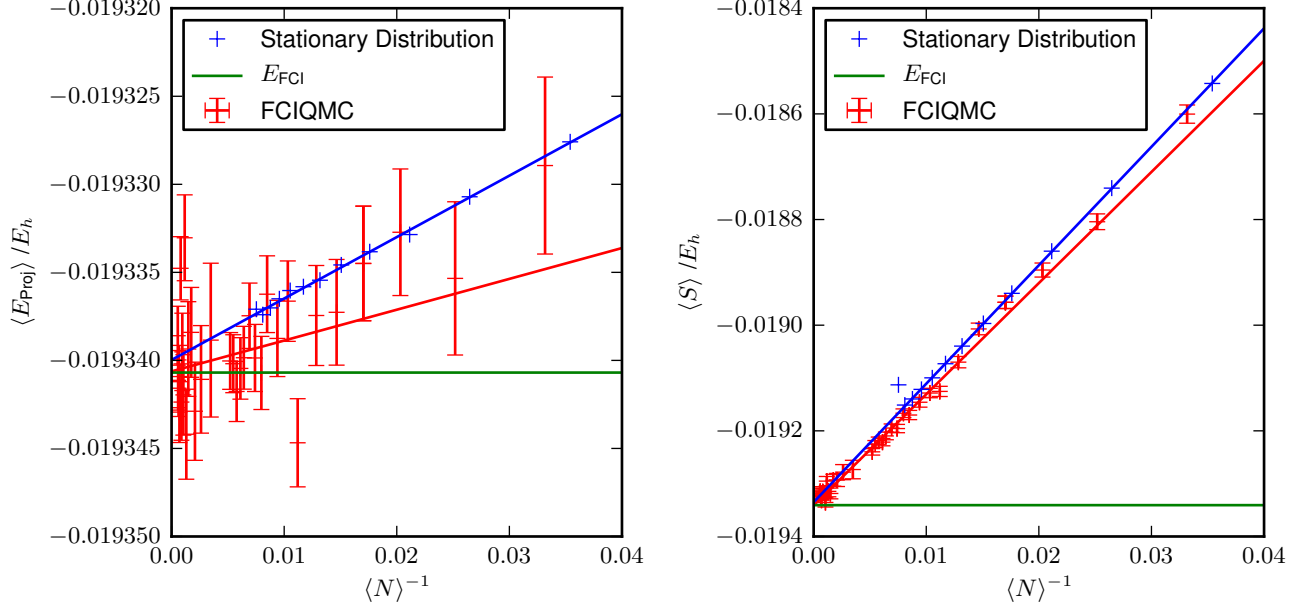 −0.019320
−0.019325
−0.019330
−0.019335
−0.019340
−0.019345
−0.019350
⟨E_Proj⟩ /E_h
Stationary Distribution
E_FCI
FCIQMC
0.00 0.01 0.02 0.03 0.04
⟨N⟩^−1
−0.0184
−0.0186
−0.0188
−0.0190
−0.0192
−0.0194
⟨S⟩ /E_h
Stationary Distribution
E_FCI
FCIQMC
0.00 0.01 0.02 0.03 0.04
⟨N⟩^−1